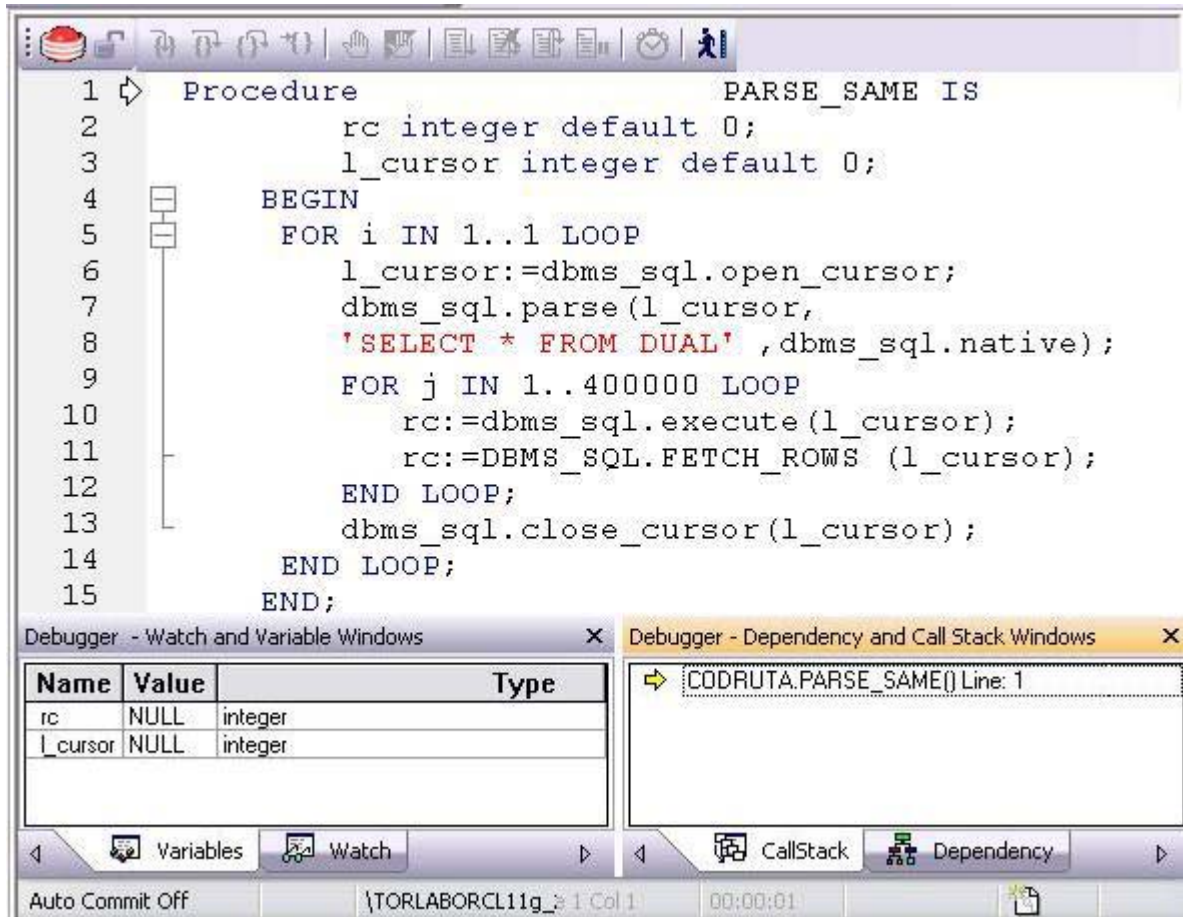 1 Procedure PARSE_SAME IS
2 rc integer default 0;
3 l_cursor integer default 0;
4 BEGIN
5 FOR i IN 1..1 LOOP
6 l_cursor:=dbms_sql.open_cursor;
7 dbms_sql.parse(l_cursor,
8 'SELECT * FROM DUAL' ,dbms_sql.native);
9 FOR j IN 1..400000 LOOP
10 rc:=dbms_sql.execute(l_cursor);
11 rc:=DBMS_SQL.FETCH_ROWS (l_cursor);
12 END LOOP;
13 dbms_sql.close_cursor(l_cursor);
14 END LOOP;
15 END;
Debugger - Watch and Variable Windows
Name Value Type
rc NULL integer
l_cursor NULL integer
Variables Watch
Debugger - Dependency and Call Stack Windows
CODRUTA.PARSE_SAME() Line: 1
CallStack Dependency
Auto Commit Off \TORLABORCL11g_ 1 Col 1 00:00:01